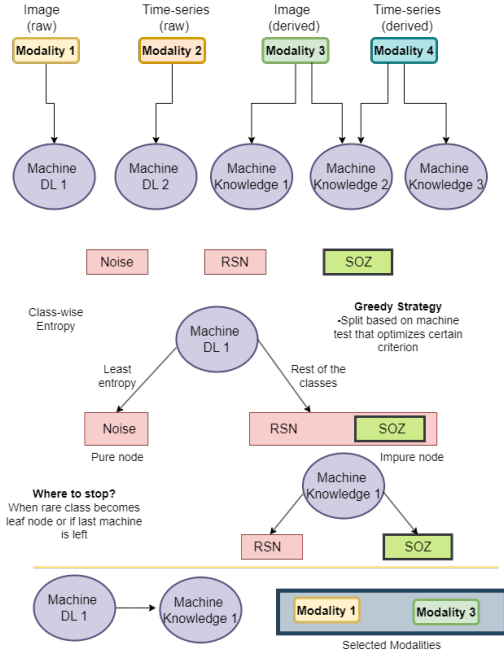 Image
(raw)
Time-series
(raw)
Image
(derived)
Time-series
(derived)
Modality 1
Modality 2
Modality 3
Modality 4
Machine
DL 1
Machine
DL 2
Machine
Knowledge 1
Machine
Knowledge 2
Machine
Knowledge 3
Noise
RSN
SOZ
Class-wise
Entropy
Machine
DL 1
Greedy Strategy
-Split based on machine
test that optimizes certain
criterion
Least
entropy
Rest of the
classes
Noise
RSN
SOZ
Pure node
Impure node
Machine
Knowledge 1
Where to stop?
When rare class becomes
leaf node or if last machine
is left
RSN
SOZ
Machine
DL 1
Machine
Knowledge 1
Modality 1
Modality 3
Selected Modalities